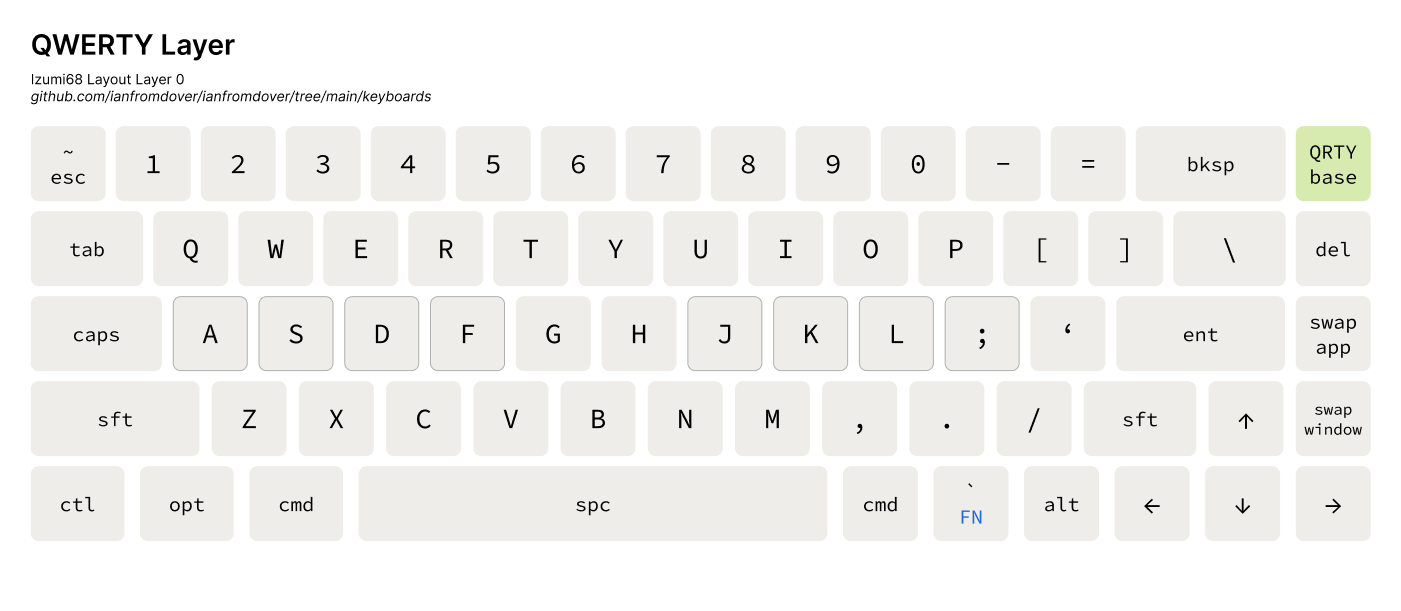 QWERTY Layer
Izumi68 Layout Layer 0
github.com/ianfromdover/ianfromdover/tree/main/keyboards
~
esc 1 2 3 4 5 6 7 8 9 0 − = bksp QRTY
base
tab Q W E R T Y U I O P [ ] \ del
caps A S D F G H J K L ; ‘ ent swap
app
sft Z X C V B N M , . / sft ↑ swap
window
ctl opt cmd spc cmd `
FN alt ← ↓ →